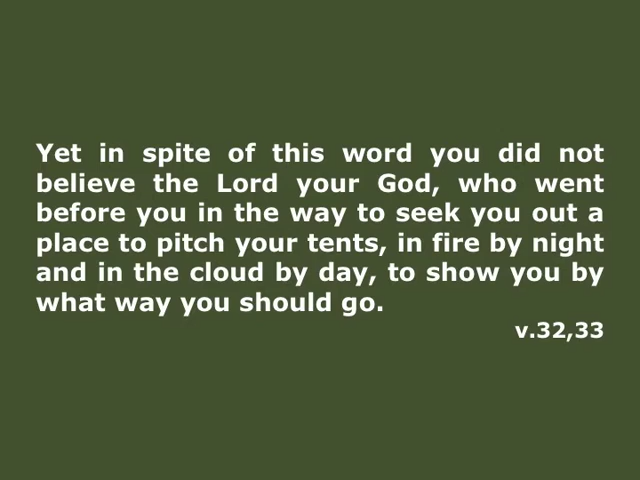 Yet in spite of this word you did not
believe the Lord your God, who went
before you in the way to seek you out a
place to pitch your tents, in fire by night
and in the cloud by day, to show you by
what way you should go.
v.32,33